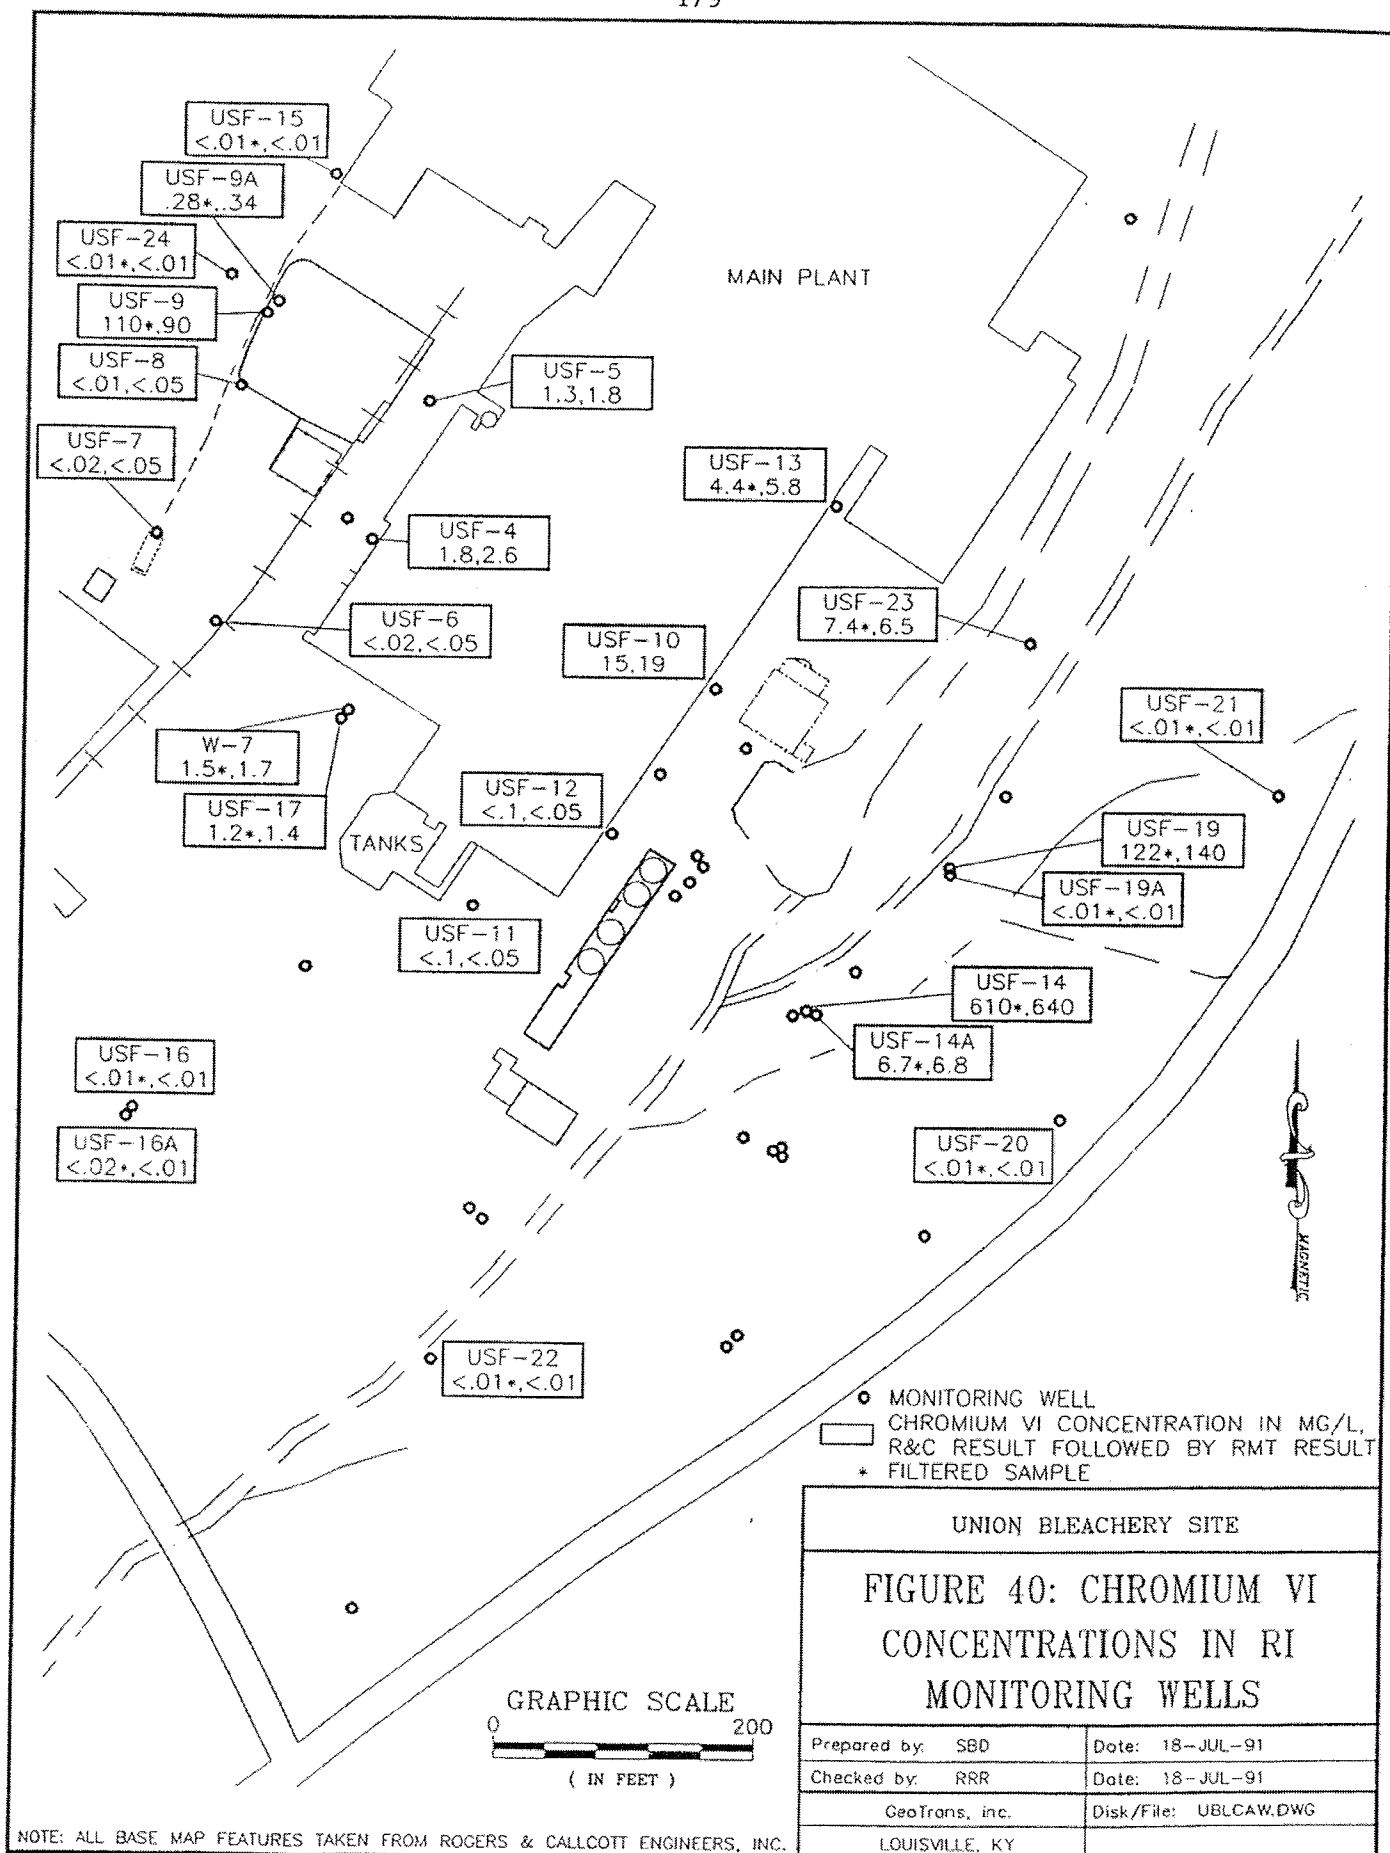 USF-15
<.01*,<.01
USF-9A
.28*,.34
USF-24
<.01*,<.01
USF-9
110*,90
USF-8
<.01,<.05
USF-7
<.02,<.05
MAIN PLANT
USF-5
1.3,1.8
USF-13
4.4*,5.8
USF-4
1.8,2.6
USF-6
<.02,<.05
USF-23
7.4*,6.5
USF-10
15,19
USF-21
<.01*,<.01
W-7
1.5*,1.7
USF-17
1.2*,1.4
USF-12
<.1,<.05
TANKS
USF-19
122*,140
USF-19A
<.01*,<.01
USF-11
<.1,<.05
USF-14
610*,640
USF-14A
6.7*,6.8
USF-16
<.01*,<.01
USF-16A
<.02*,<.01
USF-20
<.01*,<.01
MAGNETIC
USF-22
<.01*,<.01
MONITORING WELL
CHROMIUM VI CONCENTRATION IN MG/L,
R&C RESULT FOLLOWED BY RMT RESULT
* FILTERED SAMPLE
UNION BLEACHERY SITE
FIGURE 40: CHROMIUM VI
CONCENTRATIONS IN RI
MONITORING WELLS
GRAPHIC SCALE
0 200
( IN FEET )
Prepared by: SBD Date: 18-JUL-91
Checked by: RRR Date: 18-JUL-91
GeoTrans, inc. Disk/File: UBLCAW.DWG
LOUISVILLE, KY
NOTE: ALL BASE MAP FEATURES TAKEN FROM ROGERS & CALLCOTT ENGINEERS, INC.